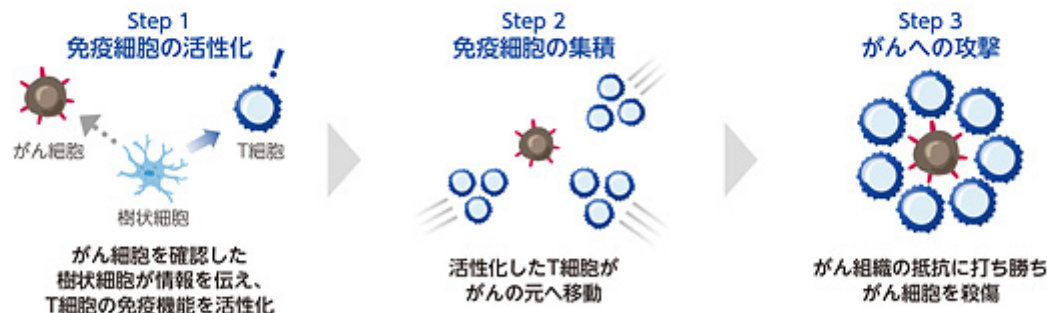 Step 1
免疫細胞の活性化
がん細胞
T細胞
樹状細胞
がん細胞を確認した
樹状細胞が情報を伝え、
T細胞の免疫機能を活性化
Step 2
免疫細胞の集積
活性化したT細胞が
がんの元へ移動
Step 3
がんへの攻撃
がん組織の抵抗に打ち勝ち
がん細胞を殺傷